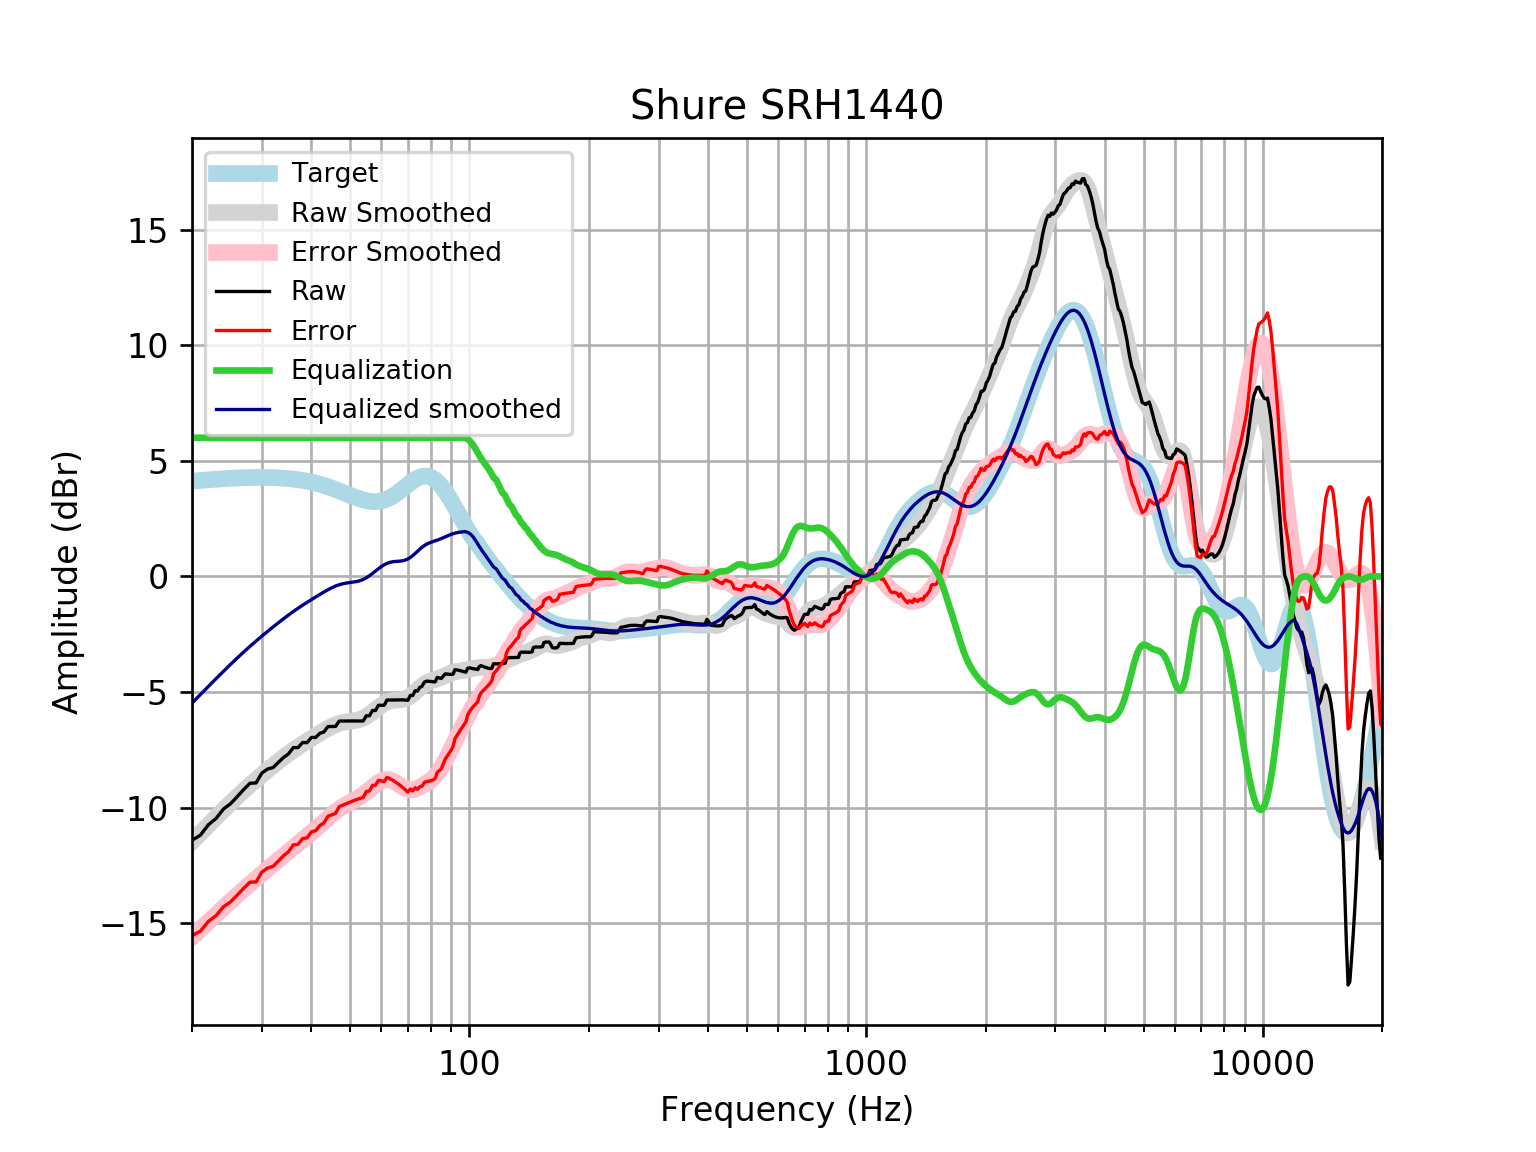 Shure SRH1440
Target
Raw Smoothed
Error Smoothed
Raw
Error
Equalization
Equalized smoothed
15
10
5
0
−5
−10
−15
Amplitude (dBr)
100
1000
10000
Frequency (Hz)